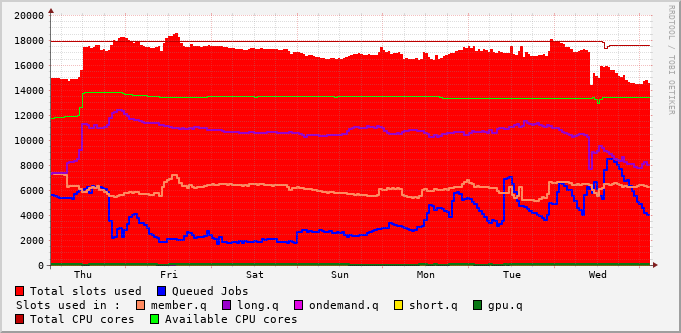 20000
18000
16000
14000
12000
10000
8000
6000
4000
2000
0
Thu Fri Sat Sun Mon Tue Wed
RRDTOOL / TOBI OETIKER
Total slots used Queued Jobs
Slots used in : member.q long.q ondemand.q short.q gpu.q
Total CPU cores Available CPU cores